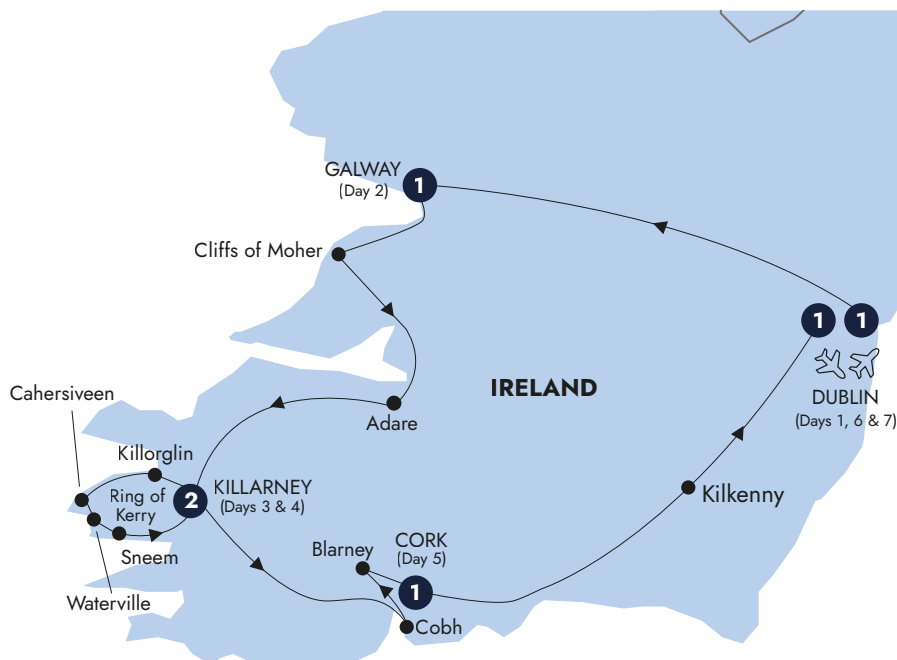 GALWAY
(Day 2)
1
Cliffs of Moher
1
1
IRELAND
DUBLIN
(Days 1, 6 & 7)
Cahersiveen
Adare
Killorglin
KILLARNEY
(Days 3 & 4)
2
Ring of
Kerry
Kilkenny
Sneem
Waterville
Blarney
CORK
(Day 5)
1
Cobh